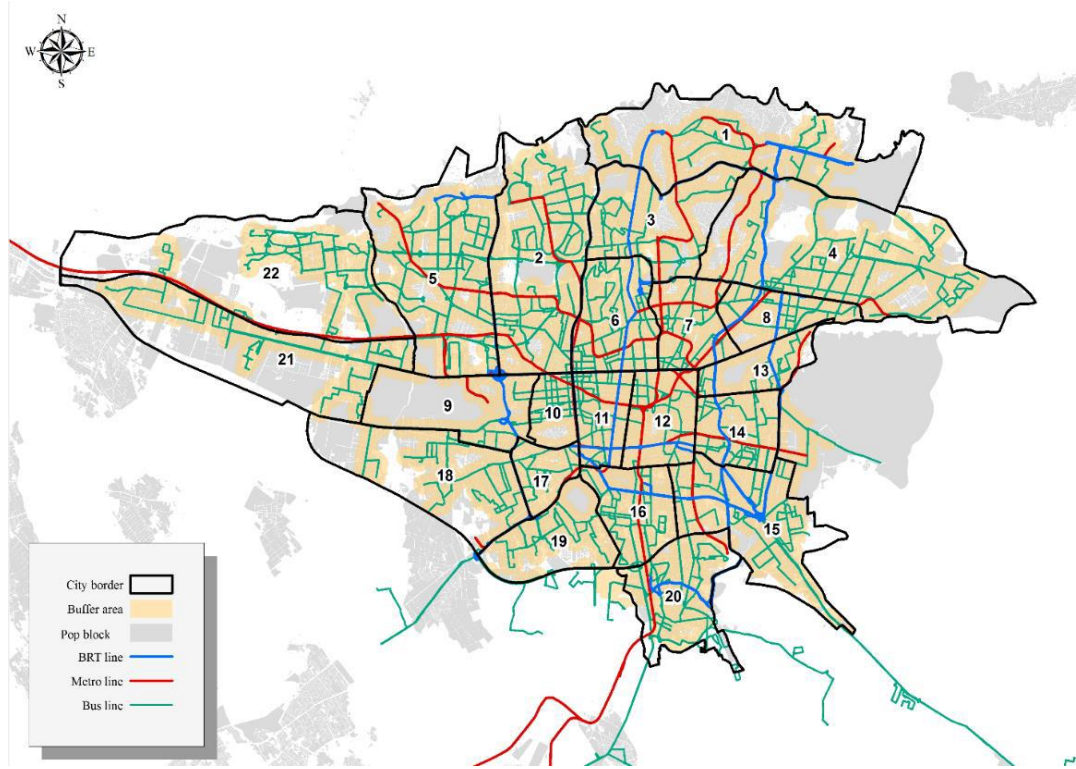 N
W E
S
1
3
2
4
22
5
6
7
8
21
13
9
10
11
12
14
18
17
16
15
19
20
City border
Buffer area
Pop block
BRT line
Metro line
Bus line